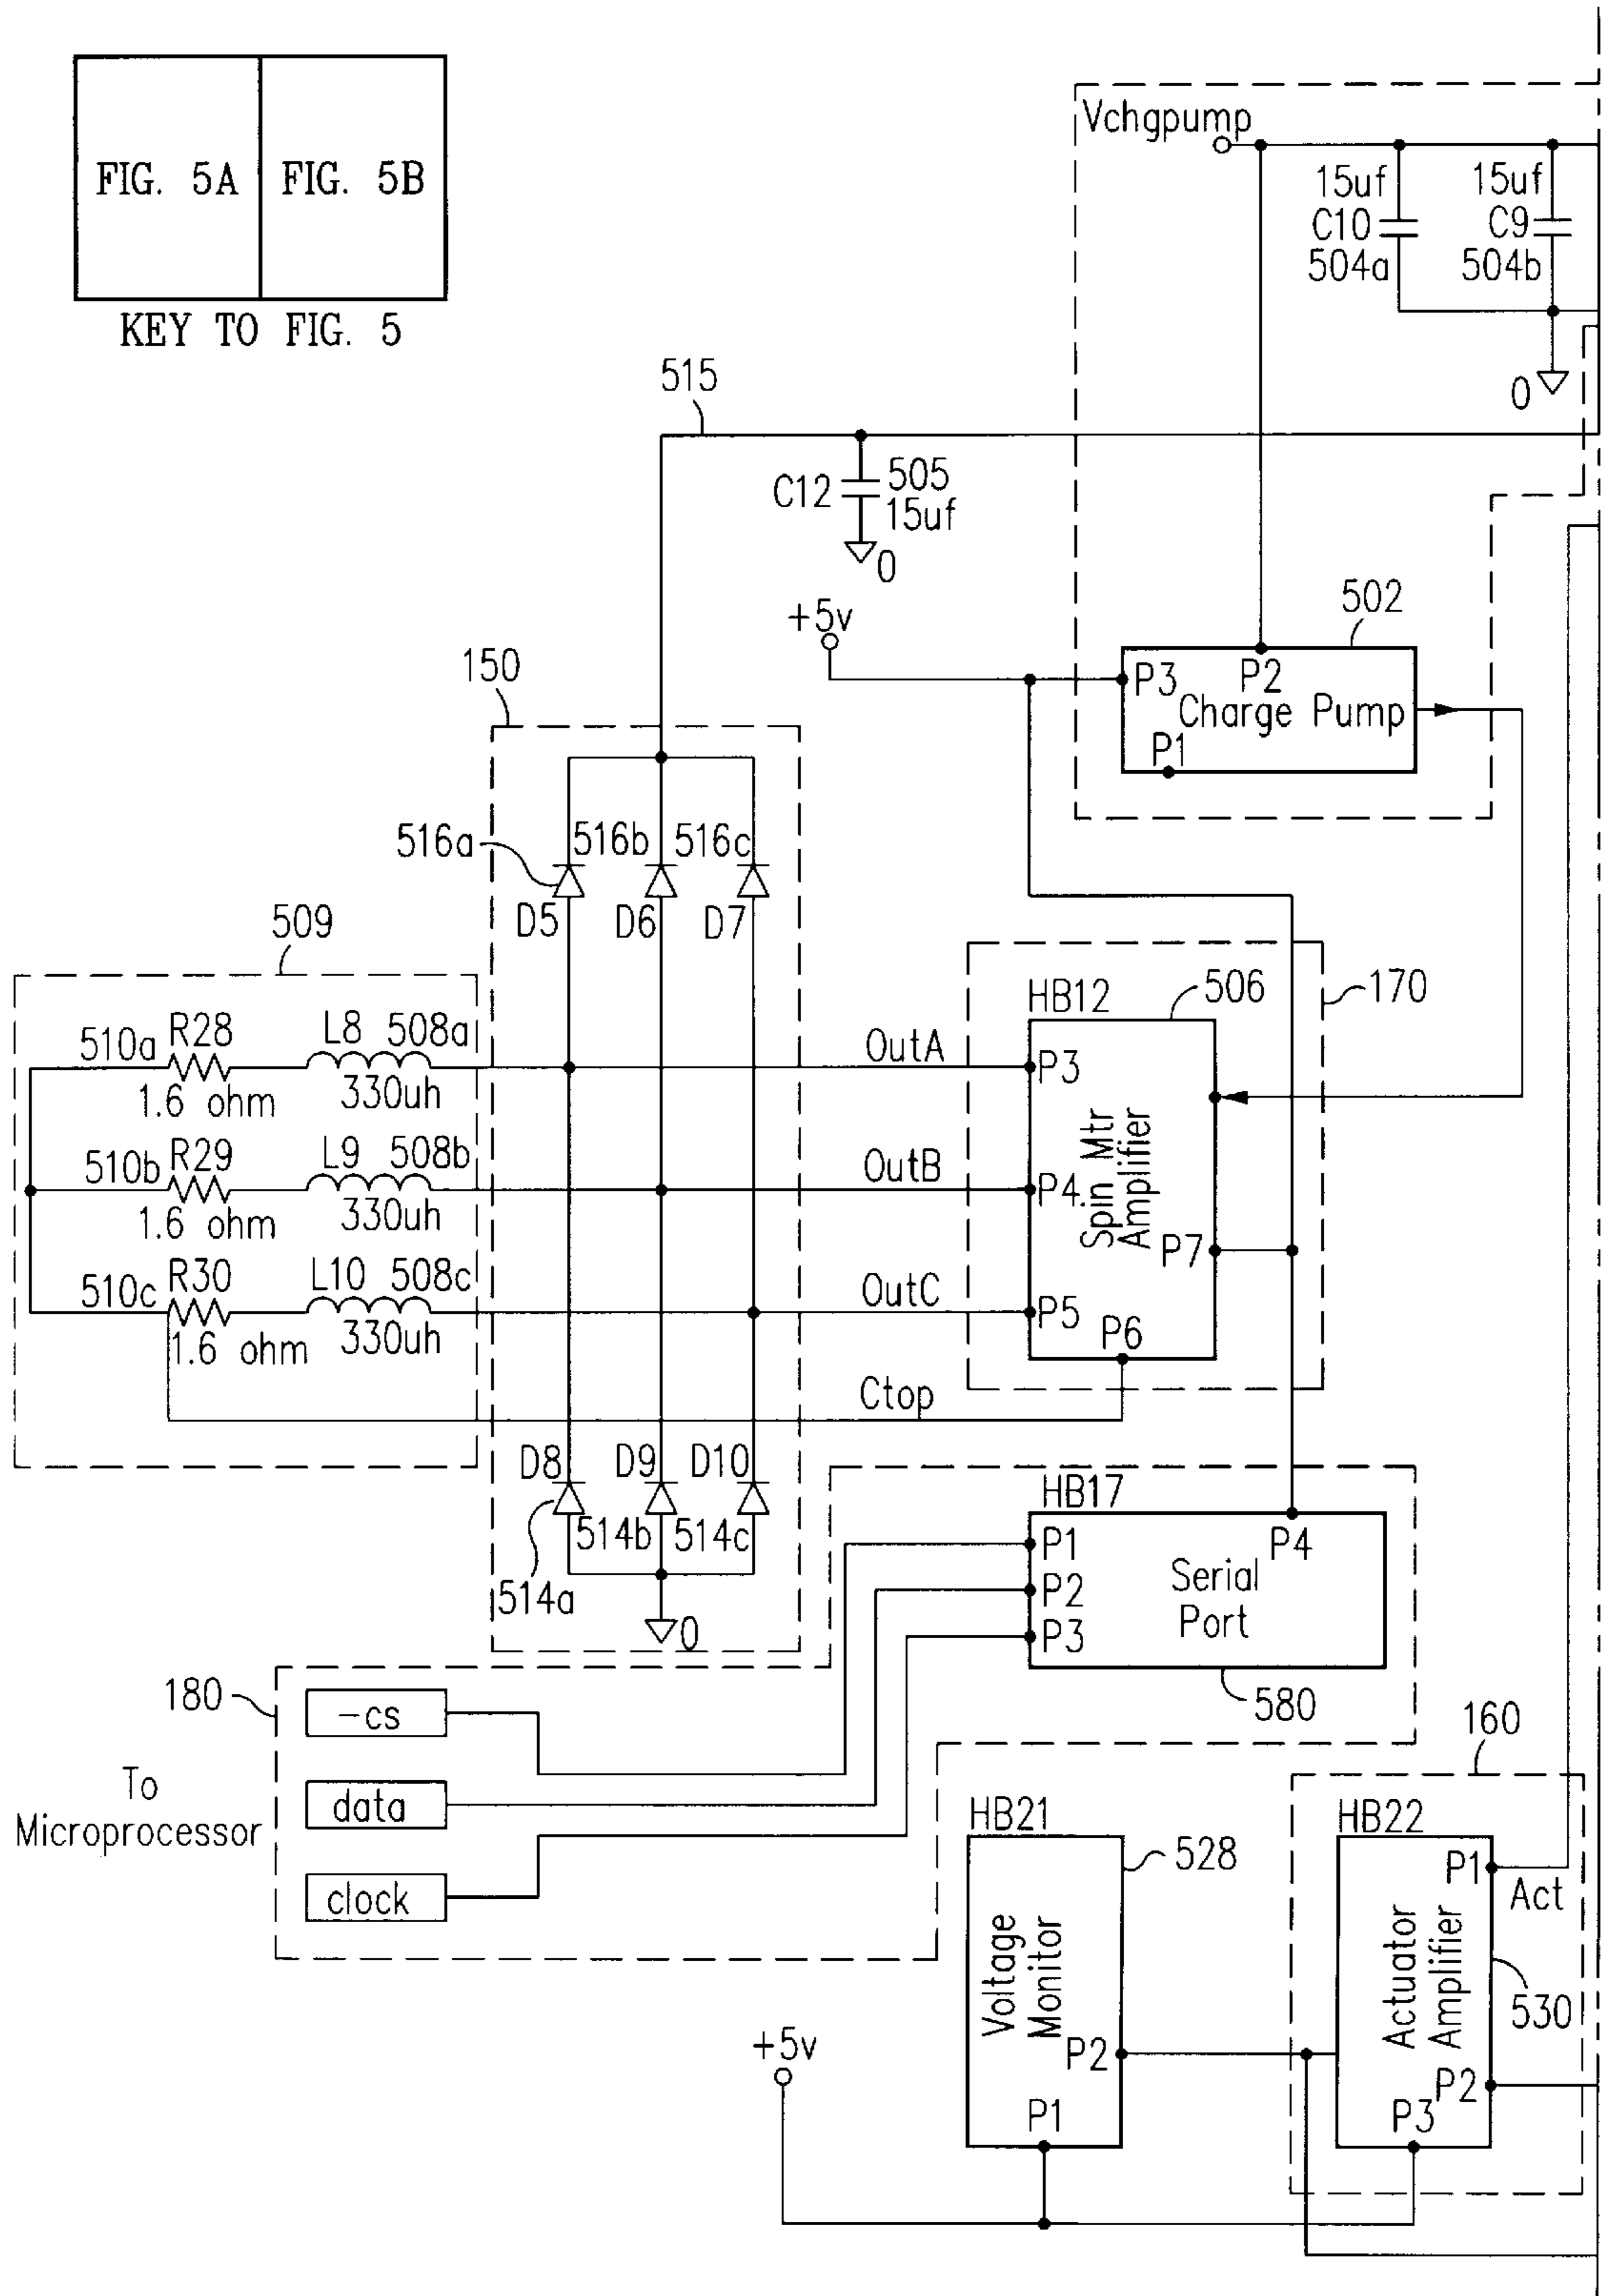 FIG. 5A
FIG. 5B
KEY TO FIG. 5
Vchgpump
15uf
C10
504a
15uf
C9
504b
0
515
C12
505
15uf
0
+5v
502
P3
P2
Charge Pump
P1
150
516a
516b
516c
D5
D6
D7
509
510a
R28
1.6 ohm
L8
508a
330uh
510b
R29
1.6 ohm
L9
508b
330uh
510c
R30
1.6 ohm
L10
508c
330uh
OutA
OutB
OutC
Ctop
HB12
506
170
P3
P4
P5
P6
P7
Spin Mtr
Amplifier
D8
D9
D10
514a
514b
514c
0
HB17
P1
P2
P3
P4
Serial
Port
580
180
-cs
data
clock
To
Microprocessor
160
HB21
528
Voltage
Monitor
P2
P1
+5v
HB22
P1
Act
Actuator
Amplifier
530
P2
P3